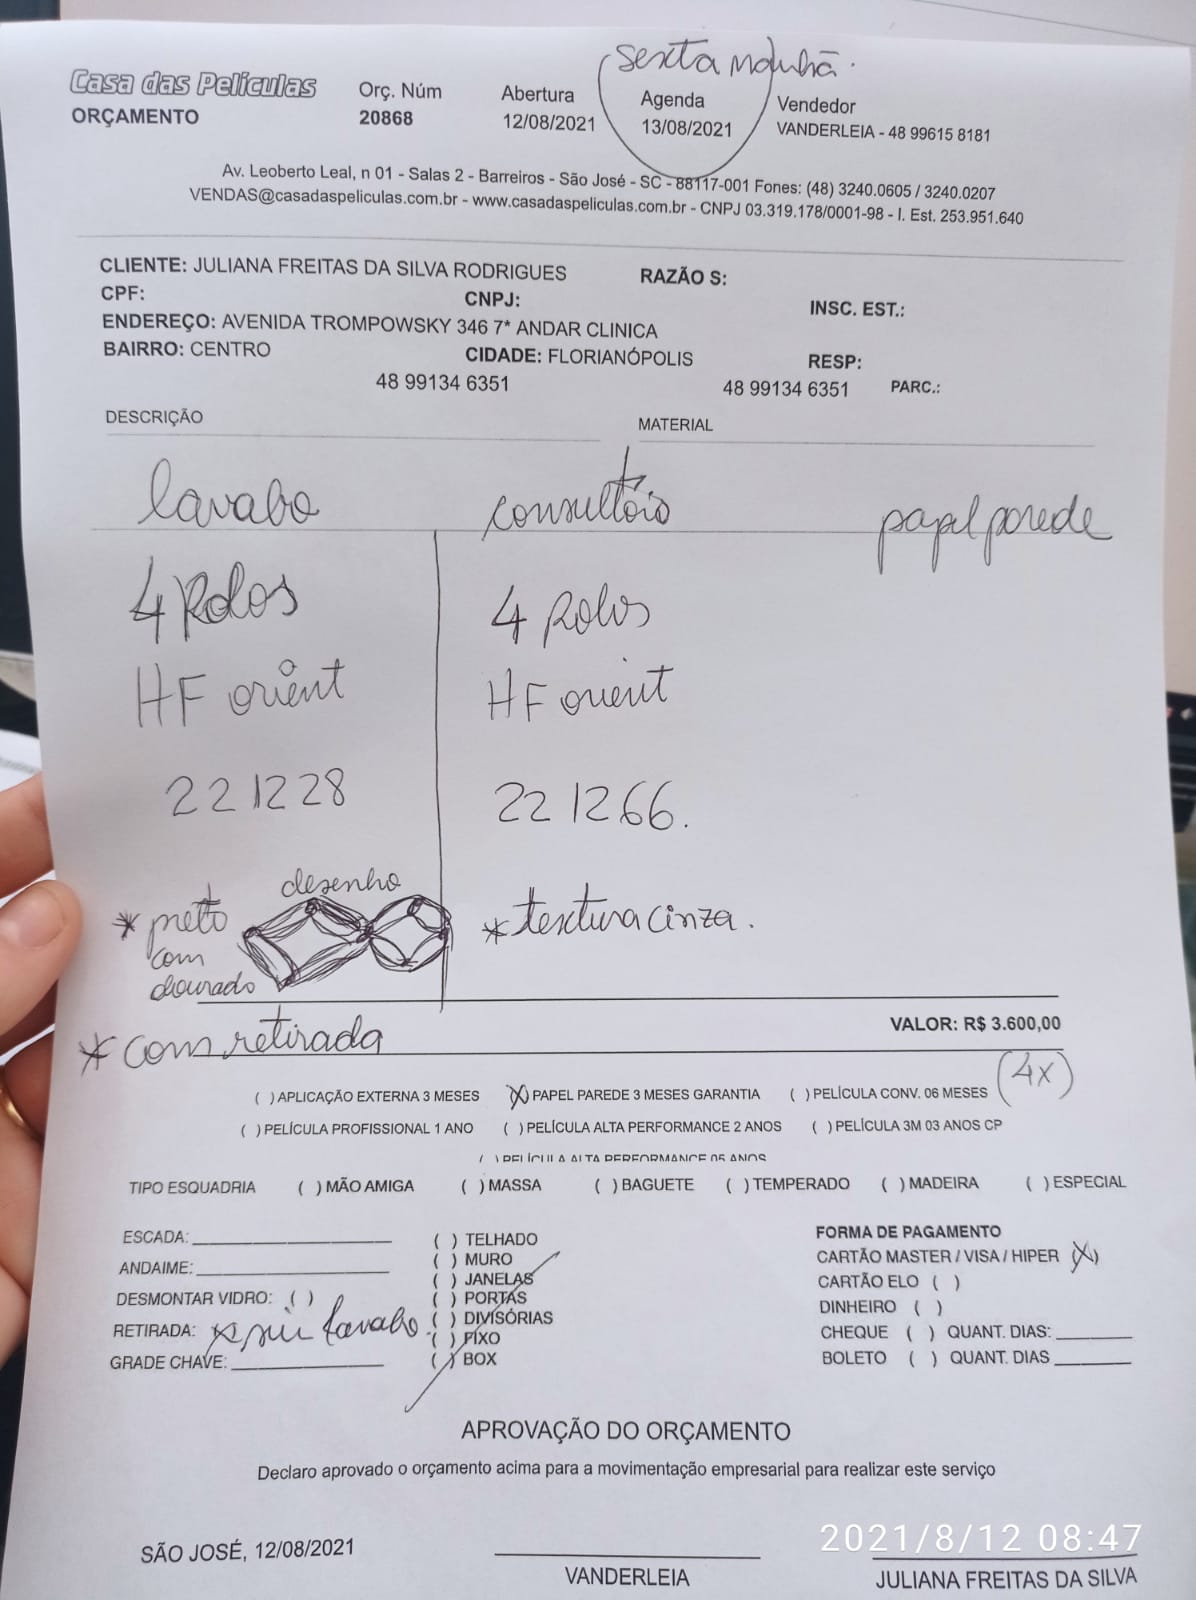 sexta manhã.
Casa das Películas
ORÇAMENTO
Orç. Núm
20868
Abertura
12/08/2021
Agenda
13/08/2021
Vendedor
VANDERLEIA - 48 99615 8181
Av. Leoberto Leal, n 01 - Salas 2 - Barreiros - São José - SC - 88117-001 Fones: (48) 3240.0605 / 3240.0207
VENDAS@casadaspeliculas.com.br - www.casadaspeliculas.com.br - CNPJ 03.319.178/0001-98 - I. Est. 253.951.640
CLIENTE: JULIANA FREITAS DA SILVA RODRIGUES RAZÃO S:
CPF: CNPJ: INSC. EST.:
ENDEREÇO: AVENIDA TROMPOWSKY 346 7* ANDAR CLINICA
BAIRRO: CENTRO CIDADE: FLORIANÓPOLIS RESP:
48 99134 6351 48 99134 6351 PARC.:
DESCRIÇÃO MATERIAL
lavabo consultóio papel parede
4 Rolos 4 Rolos
HF orient HF orient
221228 221266.
desenho
* preto * textura cinza.
com
dourado
* com retirada VALOR: R$ 3.600,00
(4x)
( ) APLICAÇÃO EXTERNA 3 MESES (X) PAPEL PAREDE 3 MESES GARANTIA ( ) PELÍCULA CONV. 06 MESES
( ) PELÍCULA PROFISSIONAL 1 ANO ( ) PELÍCULA ALTA PERFORMANCE 2 ANOS ( ) PELÍCULA 3M 03 ANOS CP
( ) PELÍCULA ALTA PERFORMANCE 05 ANOS
TIPO ESQUADRIA ( ) MÃO AMIGA ( ) MASSA ( ) BAGUETE ( ) TEMPERADO ( ) MADEIRA ( ) ESPECIAL
ESCADA:
ANDAIME:
DESMONTAR VIDRO: ( )
RETIRADA: x sim lavabo.
GRADE CHAVE:
( ) TELHADO
( ) MURO
( ) JANELAS
( ) PORTAS
( ) DIVISÓRIAS
( ) FIXO
( ) BOX
FORMA DE PAGAMENTO
CARTÃO MASTER / VISA / HIPER (X)
CARTÃO ELO ( )
DINHEIRO ( )
CHEQUE ( ) QUANT. DIAS:
BOLETO ( ) QUANT. DIAS
APROVAÇÃO DO ORÇAMENTO
Declaro aprovado o orçamento acima para a movimentação empresarial para realizar este serviço
2021/8/12 08:47
SÃO JOSÉ, 12/08/2021
VANDERLEIA
JULIANA FREITAS DA SILVA